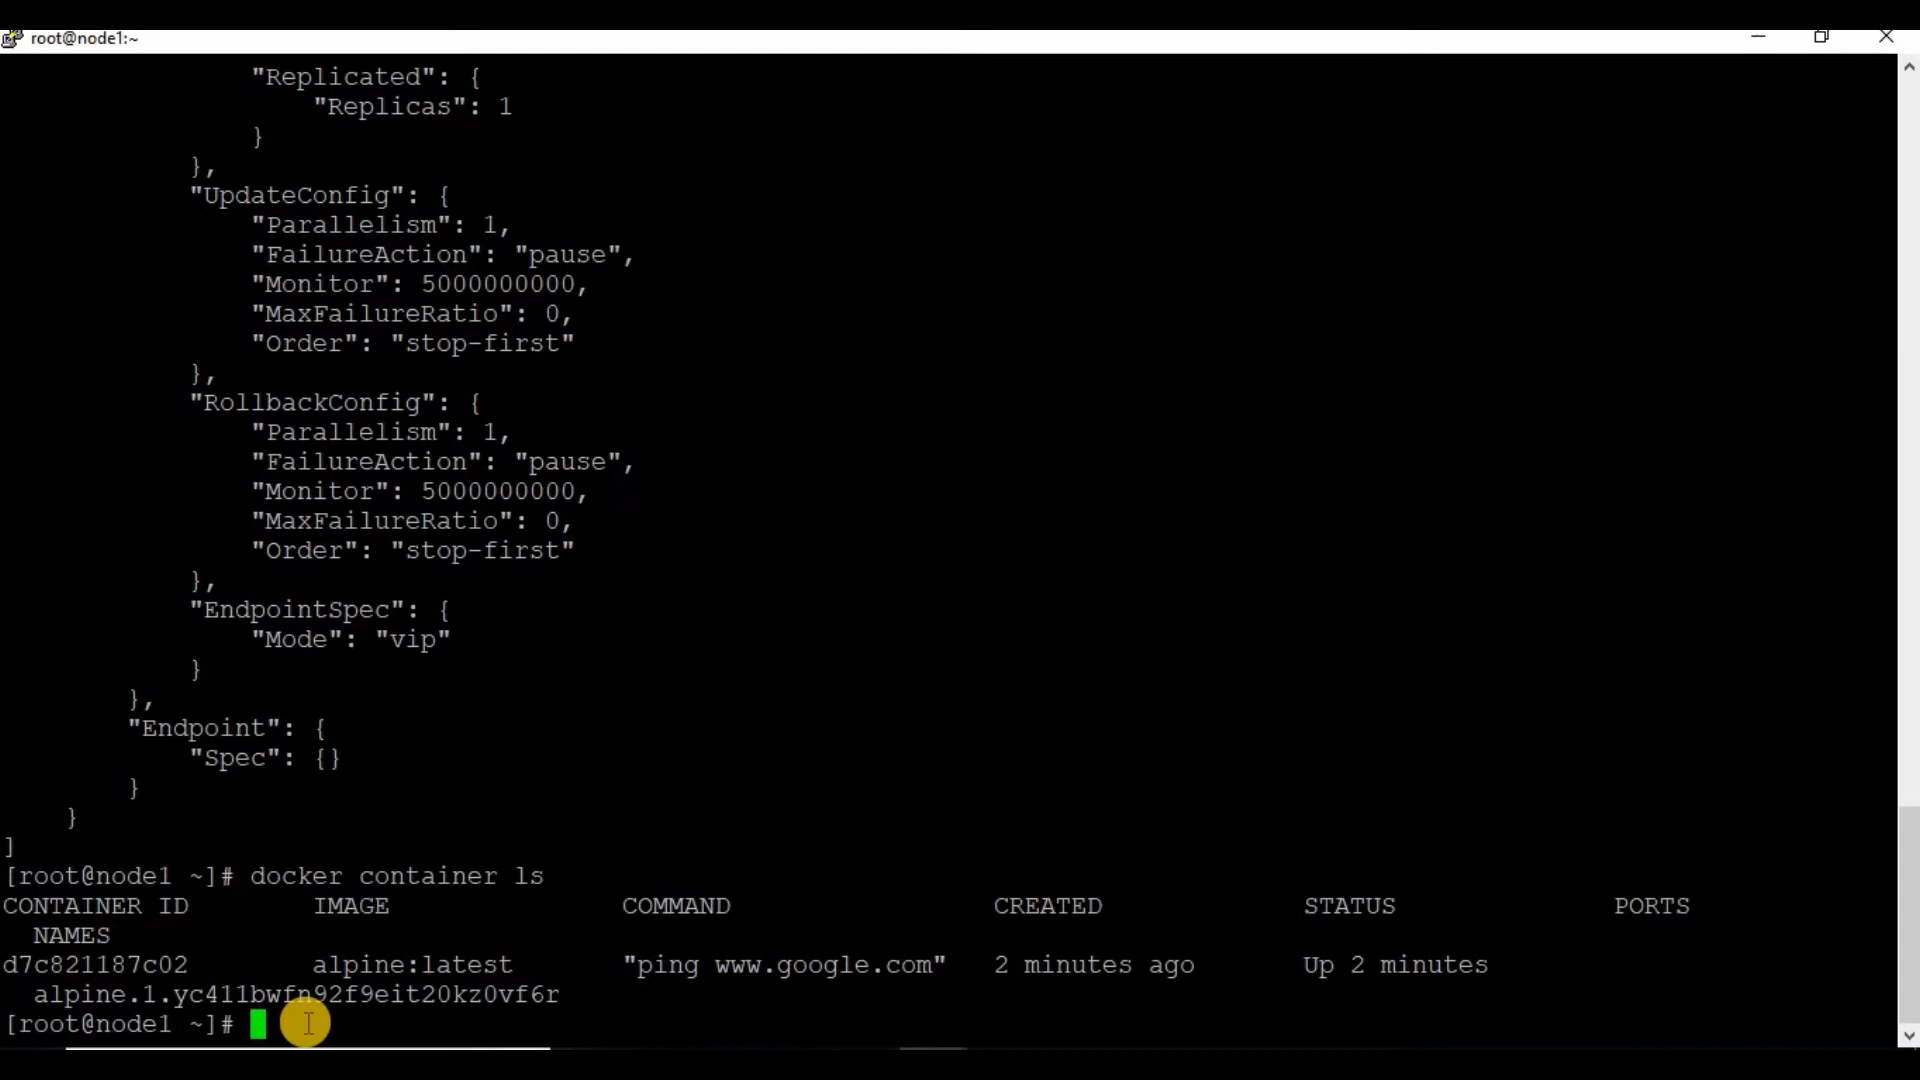 root@node1:~
"Replicated": {
"Replicas": 1
}
},
"UpdateConfig": {
"Parallelism": 1,
"FailureAction": "pause",
"Monitor": 5000000000,
"MaxFailureRatio": 0,
"Order": "stop-first"
},
"RollbackConfig": {
"Parallelism": 1,
"FailureAction": "pause",
"Monitor": 5000000000,
"MaxFailureRatio": 0,
"Order": "stop-first"
},
"EndpointSpec": {
"Mode": "vip"
}
},
"Endpoint": {
"Spec": {}
}
}
]
[root@node1 ~]# docker container ls
CONTAINER ID IMAGE COMMAND CREATED STATUS PORTS
NAMES
d7c821187c02 alpine:latest "ping www.google.com" 2 minutes ago Up 2 minutes
alpine.1.yc411bwfn92f9eit20kz0vf6r
[root@node1 ~]#